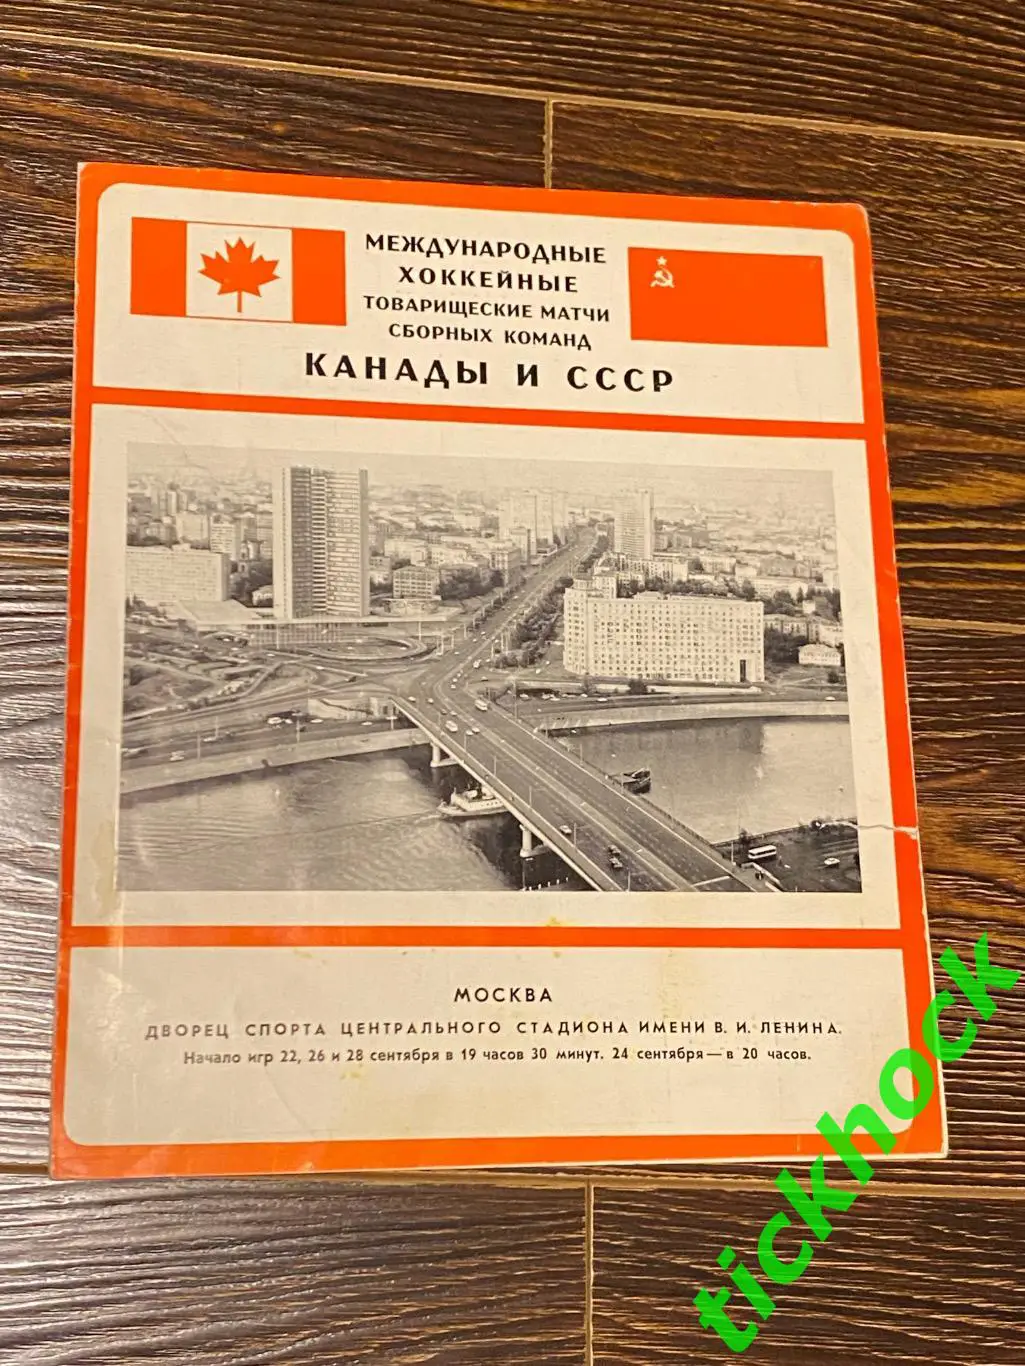 МЕЖДУНАРОДНЫЕ
ХОККЕЙНЫЕ
ТОВАРИЩЕСКИЕ МАТЧИ
СБОРНЫХ КОМАНД
КАНАДЫ И СССР
МОСКВА
ДВОРЕЦ СПОРТА ЦЕНТРАЛЬНОГО СТАДИОНА ИМЕНИ В. И. ЛЕНИНА.
Начало игр 22, 26 и 28 сентября в 19 часов 30 минут. 24 сентября — в 20 часов.
tickhock